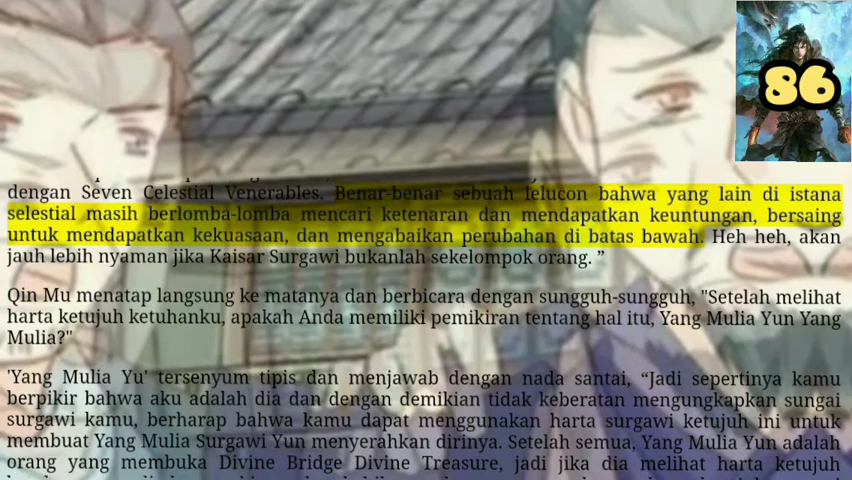 86
dengan Seven Celestial Venerables. Benar-benar sebuah lelucon bahwa yang lain di istana
selestial masih berlomba-lomba mencari ketenaran dan mendapatkan keuntungan, bersaing
untuk mendapatkan kekuasaan, dan mengabaikan perubahan di batas bawah. Heh heh, akan
jauh lebih nyaman jika Kaisar Surgawi bukanlah sekelompok orang. ”
Qin Mu menatap langsung ke matanya dan berbicara dengan sungguh-sungguh, "Setelah melihat
harta ketujuh ketuhanku, apakah Anda memiliki pemikiran tentang hal itu, Yang Mulia Yun Yang
Mulia?"
'Yang Mulia Yu' tersenyum tipis dan menjawab dengan nada santai, “Jadi sepertinya kamu
berpikir bahwa aku adalah dia dan dengan demikian tidak keberatan mengungkapkan sungai
surgawi kamu, berharap bahwa kamu dapat menggunakan harta surgawi ketujuh ini untuk
membuat Yang Mulia Surgawi Yun menyerahkan dirinya. Setelah semua, Yang Mulia Yun adalah
orang yang membuka Divine Bridge Divine Treasure, jadi jika dia melihat harta ketujuh